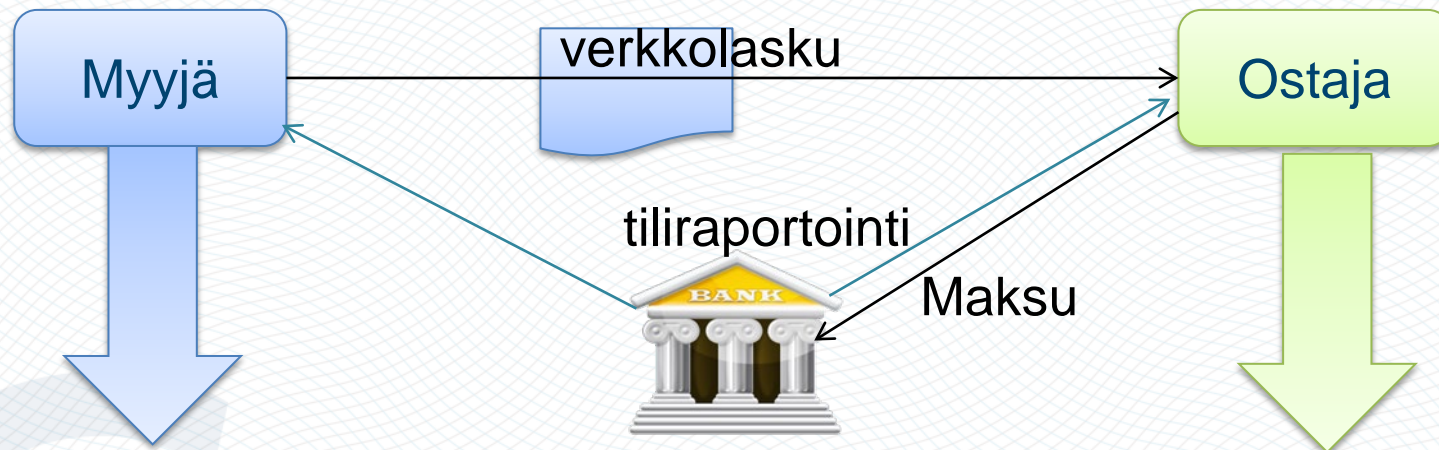 verkkolasku
Myyjä
Ostaja
tiliraportointi
BANK
Maksu